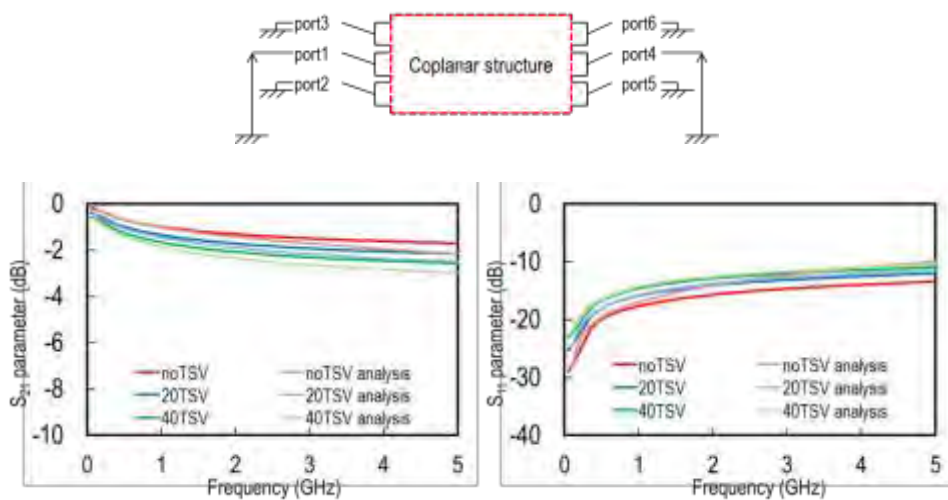 port3
port1
port2
Coplanar structure
port6
port4
port5
S21 parameter (dB)
0
-2
-4
-6
-8
-10
noTSV
20TSV
40TSV
noTSV analysis
20TSV analysis
40TSV analysis
0 1 2 3 4 5
Frequency (GHz)
S11 parameter (dB)
0
-10
-20
-30
-40
noTSV
20TSV
40TSV
noTSV analysis
20TSV analysis
40TSV analysis
0 1 2 3 4 5
Frequency (GHz)